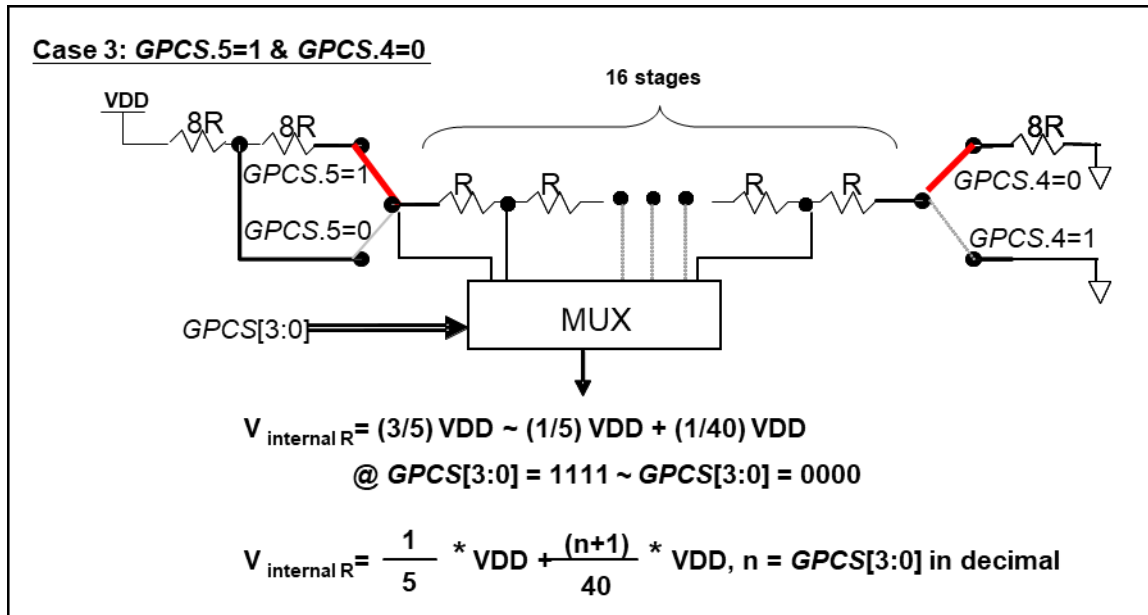 Case 3: GPCS.5=1 & GPCS.4=0
16 stages
VDD
8R
8R
8R
GPCS.5=1
R
R
R
R
GPCS.4=0
GPCS.5=0
GPCS.4=1
MUX
GPCS[3:0]
V internal R= (3/5) VDD ~ (1/5) VDD + (1/40) VDD
@ GPCS[3:0] = 1111 ~ GPCS[3:0] = 0000
V internal R= 1/5 * VDD + (n+1)/40 * VDD, n = GPCS[3:0] in decimal